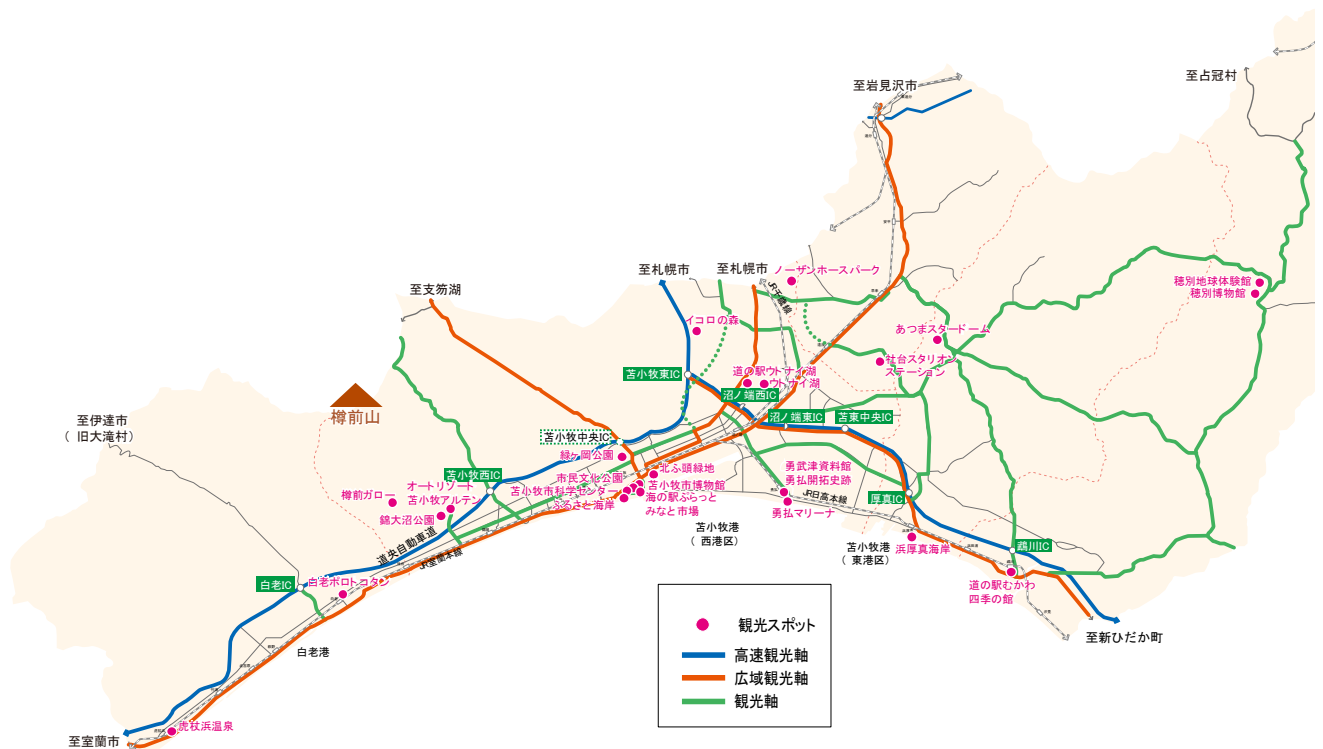 至岩見沢市
至占冠村
至札幌市
至札幌市
ノーザンホースパーク
JR千歳線
至支笏湖
穂別地球体験館
穂別博物館
イコロの森
あつまスタードーム
社台スタリオン
ステーション
苫小牧東IC
道の駅ウトナイ湖
ウトナイ湖
沼ノ端西IC
樽前山
至伊達市
( 旧大滝村)
沼ノ端東IC
苫東中央IC
苫小牧中央IC
緑ヶ岡公園
北ふ頭緑地
市民文化公園
苫小牧市博物館
苫小牧市科学センター
海の駅ぷらっと
みなと市場
ふるさと海岸
勇武津資料館
勇払開拓史跡
勇払マリーナ
JR日高本線
厚真IC
苫小牧西IC
オートリゾート
苫小牧アルテン
樽前ガロー
錦大沼公園
苫小牧港
( 西港区)
苫小牧港
( 東港区)
浜厚真海岸
鵡川IC
道央自動車道
JR室蘭本線
白老IC
白老ポロトコタン
道の駅むかわ
四季の館
至新ひだか町
白老港
虎杖浜温泉
至室蘭市
観光スポット
高速観光軸
広域観光軸
観光軸